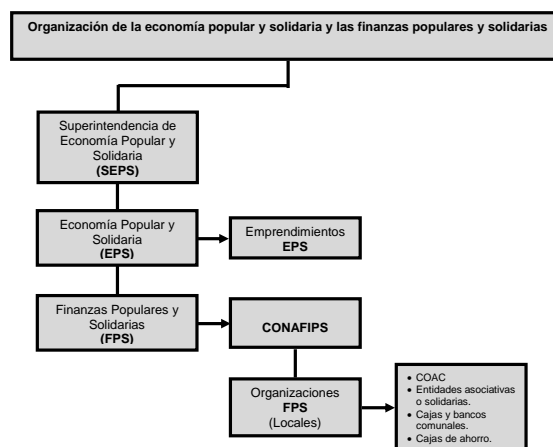 Organización de la economía popular y solidaria y las finanzas populares y solidarias
Superintendencia de
Economía Popular y
Solidaria
(SEPS)
Economía Popular y
Solidaria
(EPS)
Emprendimientos
EPS
Finanzas Populares y
Solidarias
(FPS)
CONAFIPS
Organizaciones
FPS
(Locales)
• COAC
• Entidades asociativas
o solidarias.
• Cajas y bancos
comunales.
• Cajas de ahorro.